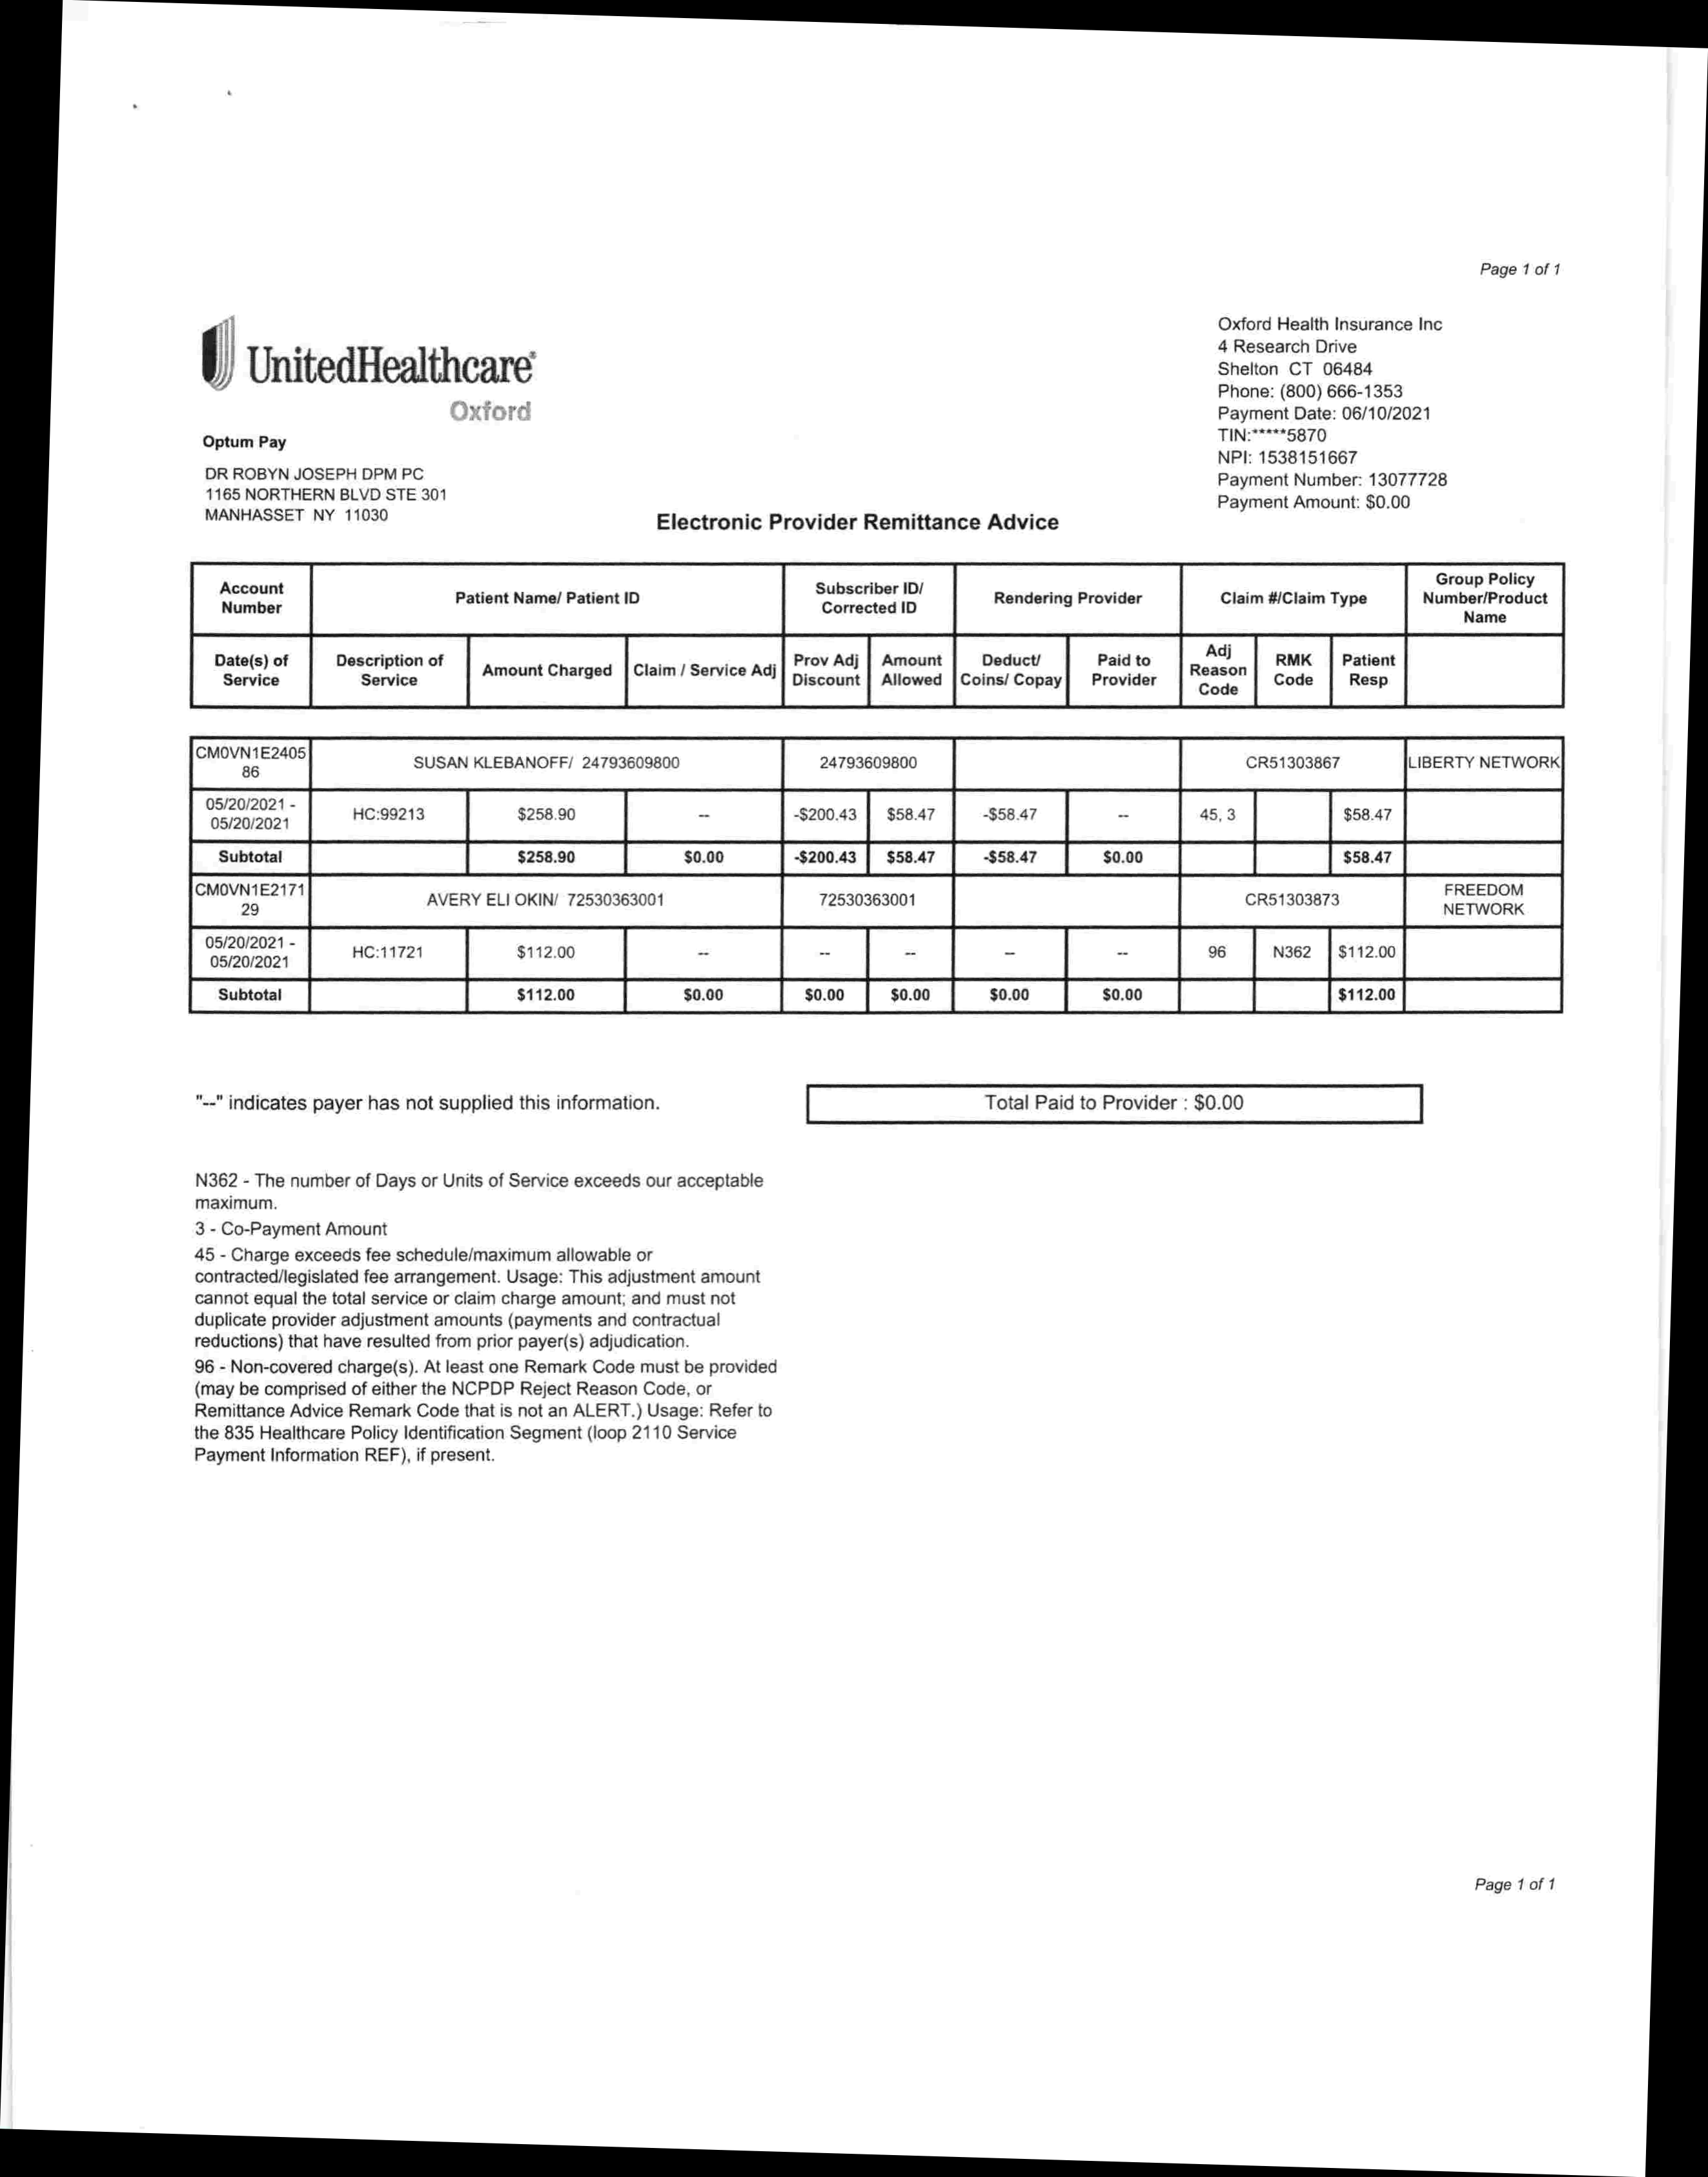 Page 1 of 1
UnitedHealthcare®
Oxford
Oxford Health Insurance Inc
4 Research Drive
Shelton CT 06484
Phone: (800) 666-1353
Payment Date: 06/10/2021
TIN:*****5870
NPI: 1538151667
Payment Number: 13077728
Payment Amount: $0.00
Optum Pay
DR ROBYN JOSEPH DPM PC
1165 NORTHERN BLVD STE 301
MANHASSET NY 11030
Electronic Provider Remittance Advice
Account Number Patient Name/ Patient ID Subscriber ID/ Corrected ID Rendering Provider Claim #/Claim Type Group Policy Number/Product Name
Date(s) of Service Description of Service Amount Charged Claim / Service Adj Prov Adj Discount Amount Allowed Deduct/ Coins/ Copay Paid to Provider Adj Reason Code RMK Code Patient Resp
CM0VN1E240586 SUSAN KLEBANOFF/ 24793609800 24793609800 CR51303867 LIBERTY NETWORK
05/20/2021 - 05/20/2021 HC:99213 $258.90 -- -$200.43 $58.47 -$58.47 -- 45, 3 $58.47
Subtotal $258.90 $0.00 -$200.43 $58.47 -$58.47 $0.00 $58.47
CM0VN1E217129 AVERY ELI OKIN/ 72530363001 72530363001 CR51303873 FREEDOM NETWORK
05/20/2021 - 05/20/2021 HC:11721 $112.00 -- -- -- -- -- 96 N362 $112.00
Subtotal $112.00 $0.00 $0.00 $0.00 $0.00 $0.00 $112.00
"--" indicates payer has not supplied this information.
Total Paid to Provider : $0.00
N362 - The number of Days or Units of Service exceeds our acceptable
maximum.
3 - Co-Payment Amount
45 - Charge exceeds fee schedule/maximum allowable or
contracted/legislated fee arrangement. Usage: This adjustment amount
cannot equal the total service or claim charge amount; and must not
duplicate provider adjustment amounts (payments and contractual
reductions) that have resulted from prior payer(s) adjudication.
96 - Non-covered charge(s). At least one Remark Code must be provided
(may be comprised of either the NCPDP Reject Reason Code, or
Remittance Advice Remark Code that is not an ALERT.) Usage: Refer to
the 835 Healthcare Policy Identification Segment (loop 2110 Service
Payment Information REF), if present.
Page 1 of 1